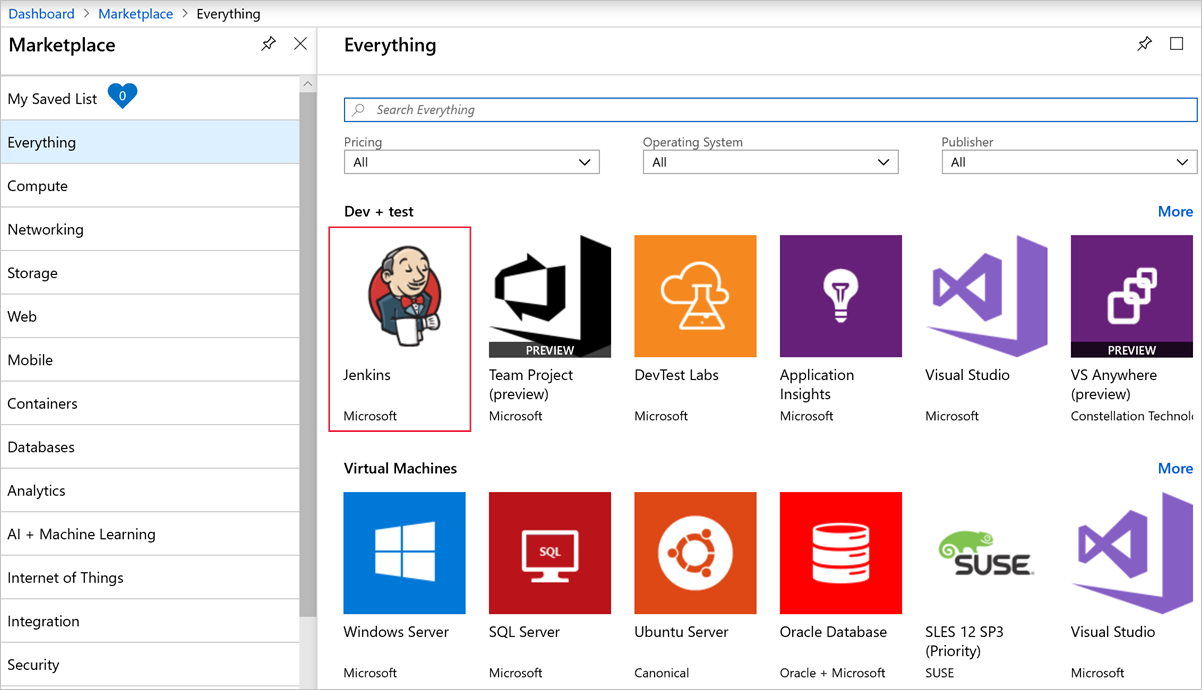 Dashboard > Marketplace > Everything
Marketplace
My Saved List 0
Everything
Compute
Networking
Storage
Web
Mobile
Containers
Databases
Analytics
AI + Machine Learning
Internet of Things
Integration
Security
Everything
Search Everything
Pricing Operating System Publisher
All All All
Dev + test More
PREVIEW PREVIEW
Jenkins Team Project DevTest Labs Application Visual Studio VS Anywhere
(preview) Insights (preview)
Microsoft Microsoft Microsoft Microsoft Microsoft Constellation Technol
Virtual Machines More
SQL SUSE
Windows Server SQL Server Ubuntu Server Oracle Database SLES 12 SP3 Visual Studio
(Priority)
Microsoft Microsoft Canonical Oracle + Microsoft SUSE Microsoft